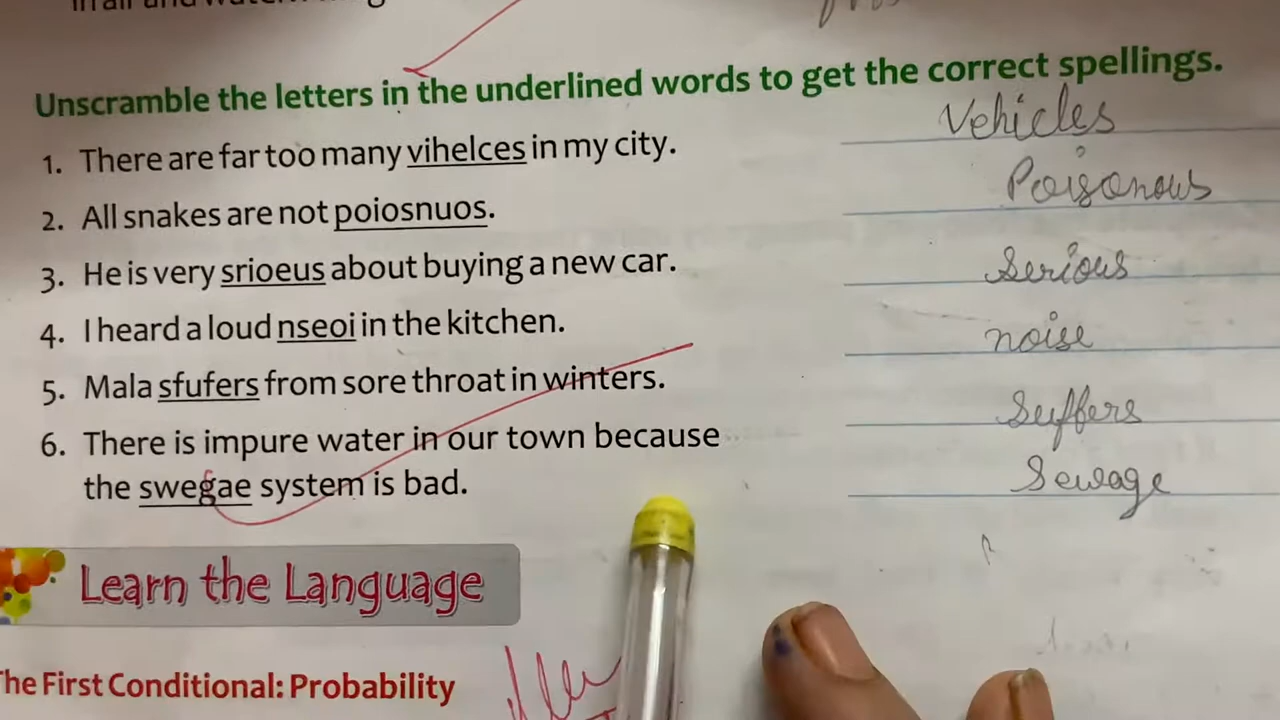 Unscramble the letters in the underlined words to get the correct spellings.
1. There are far too many vihelces in my city. Vehicles
2. All snakes are not poiosnuos. Poisonous
3. He is very srioeus about buying a new car. Serious
4. I heard a loud nseoi in the kitchen. noise
5. Mala sfufers from sore throat in winters. Suffers
6. There is impure water in our town because
the swegae system is bad. Sewage
Learn the Language
The First Conditional: Probability